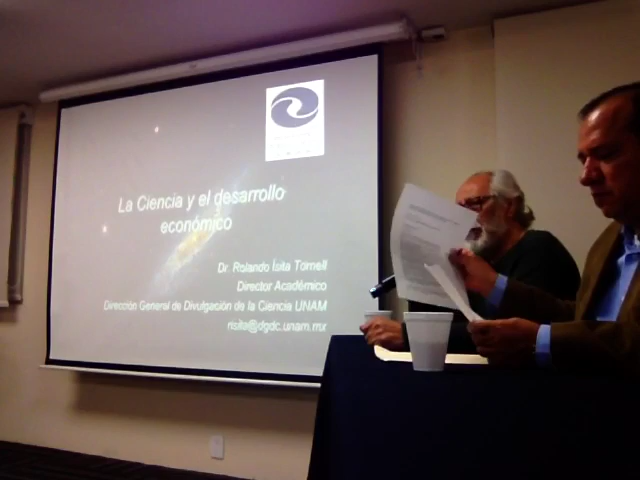 La Ciencia y el desarrollo
económico
Dr. Rolando Ísita Tornell
Director Académico
Dirección General de Divulgación de la Ciencia UNAM
risita@dgdc.unam.mx